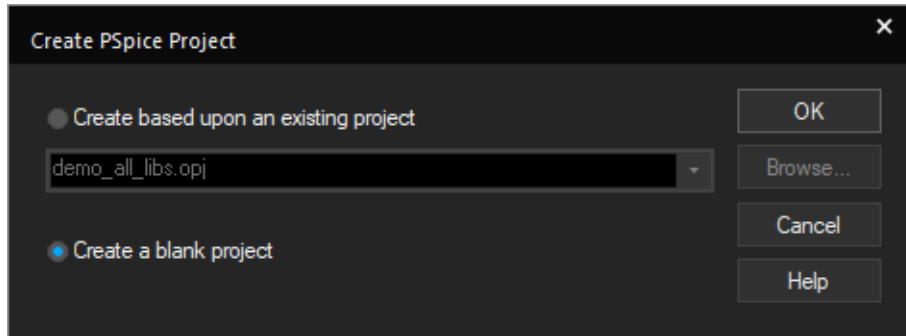 Create PSpice Project
Create based upon an existing project
OK
demo_all_libs.opj
Browse...
Cancel
Create a blank project
Help